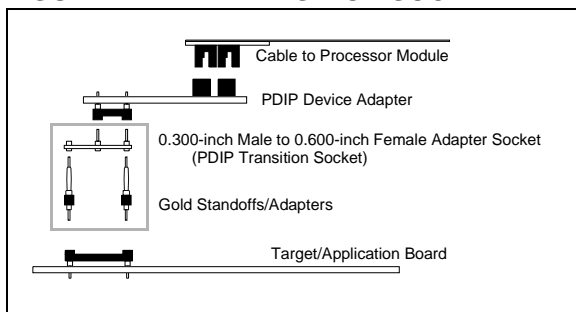 Cable to Processor Module
PDIP Device Adapter
0.300-inch Male to 0.600-inch Female Adapter Socket
(PDIP Transition Socket)
Gold Standoffs/Adapters
Target/Application Board